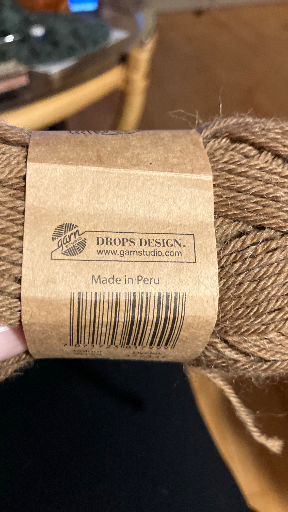 garn
DROPS DESIGN.
www.garnstudio.com
Made in Peru